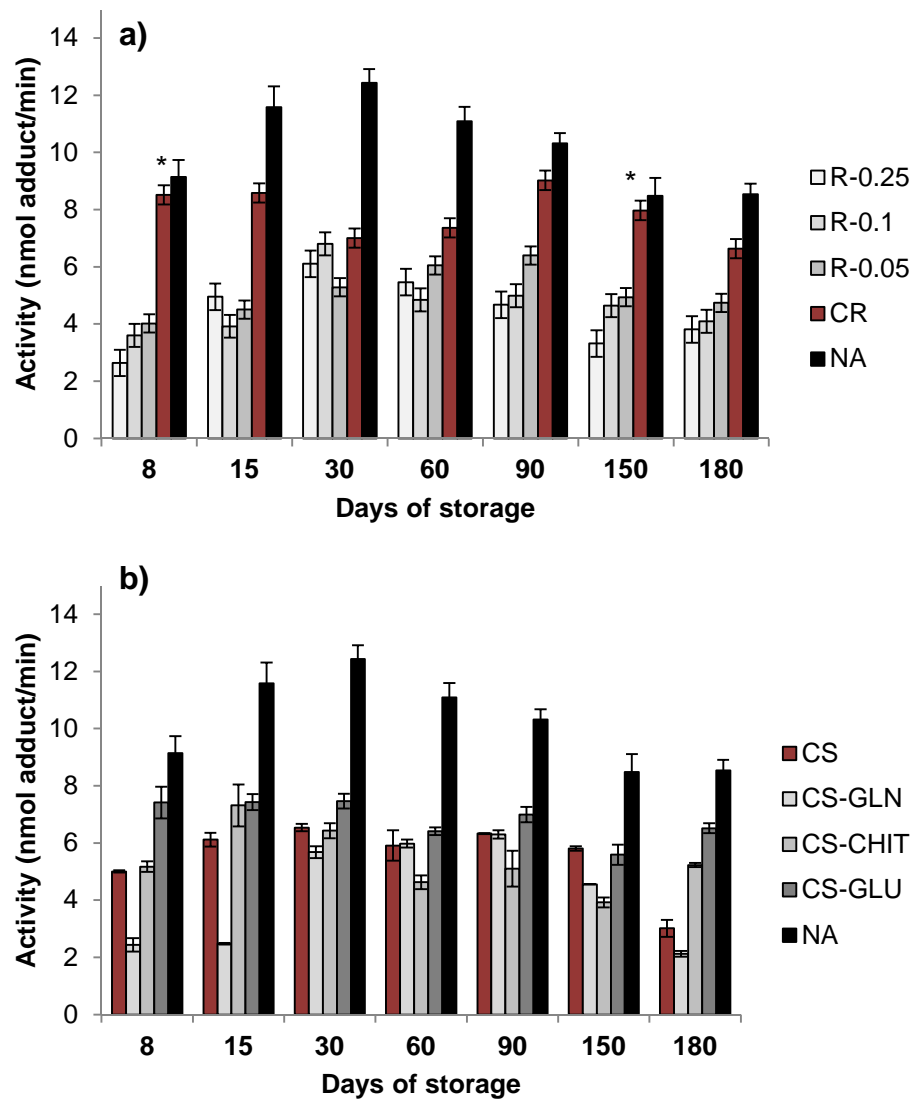 a)
Activity (nmol adduct/min)
14
12
10
8
6
4
2
0
*
*
8 15 30 60 90 150 180
Days of storage
R-0.25
R-0.1
R-0.05
CR
NA
b)
Activity (nmol adduct/min)
14
12
10
8
6
4
2
0
8 15 30 60 90 150 180
Days of storage
CS
CS-GLN
CS-CHIT
CS-GLU
NA